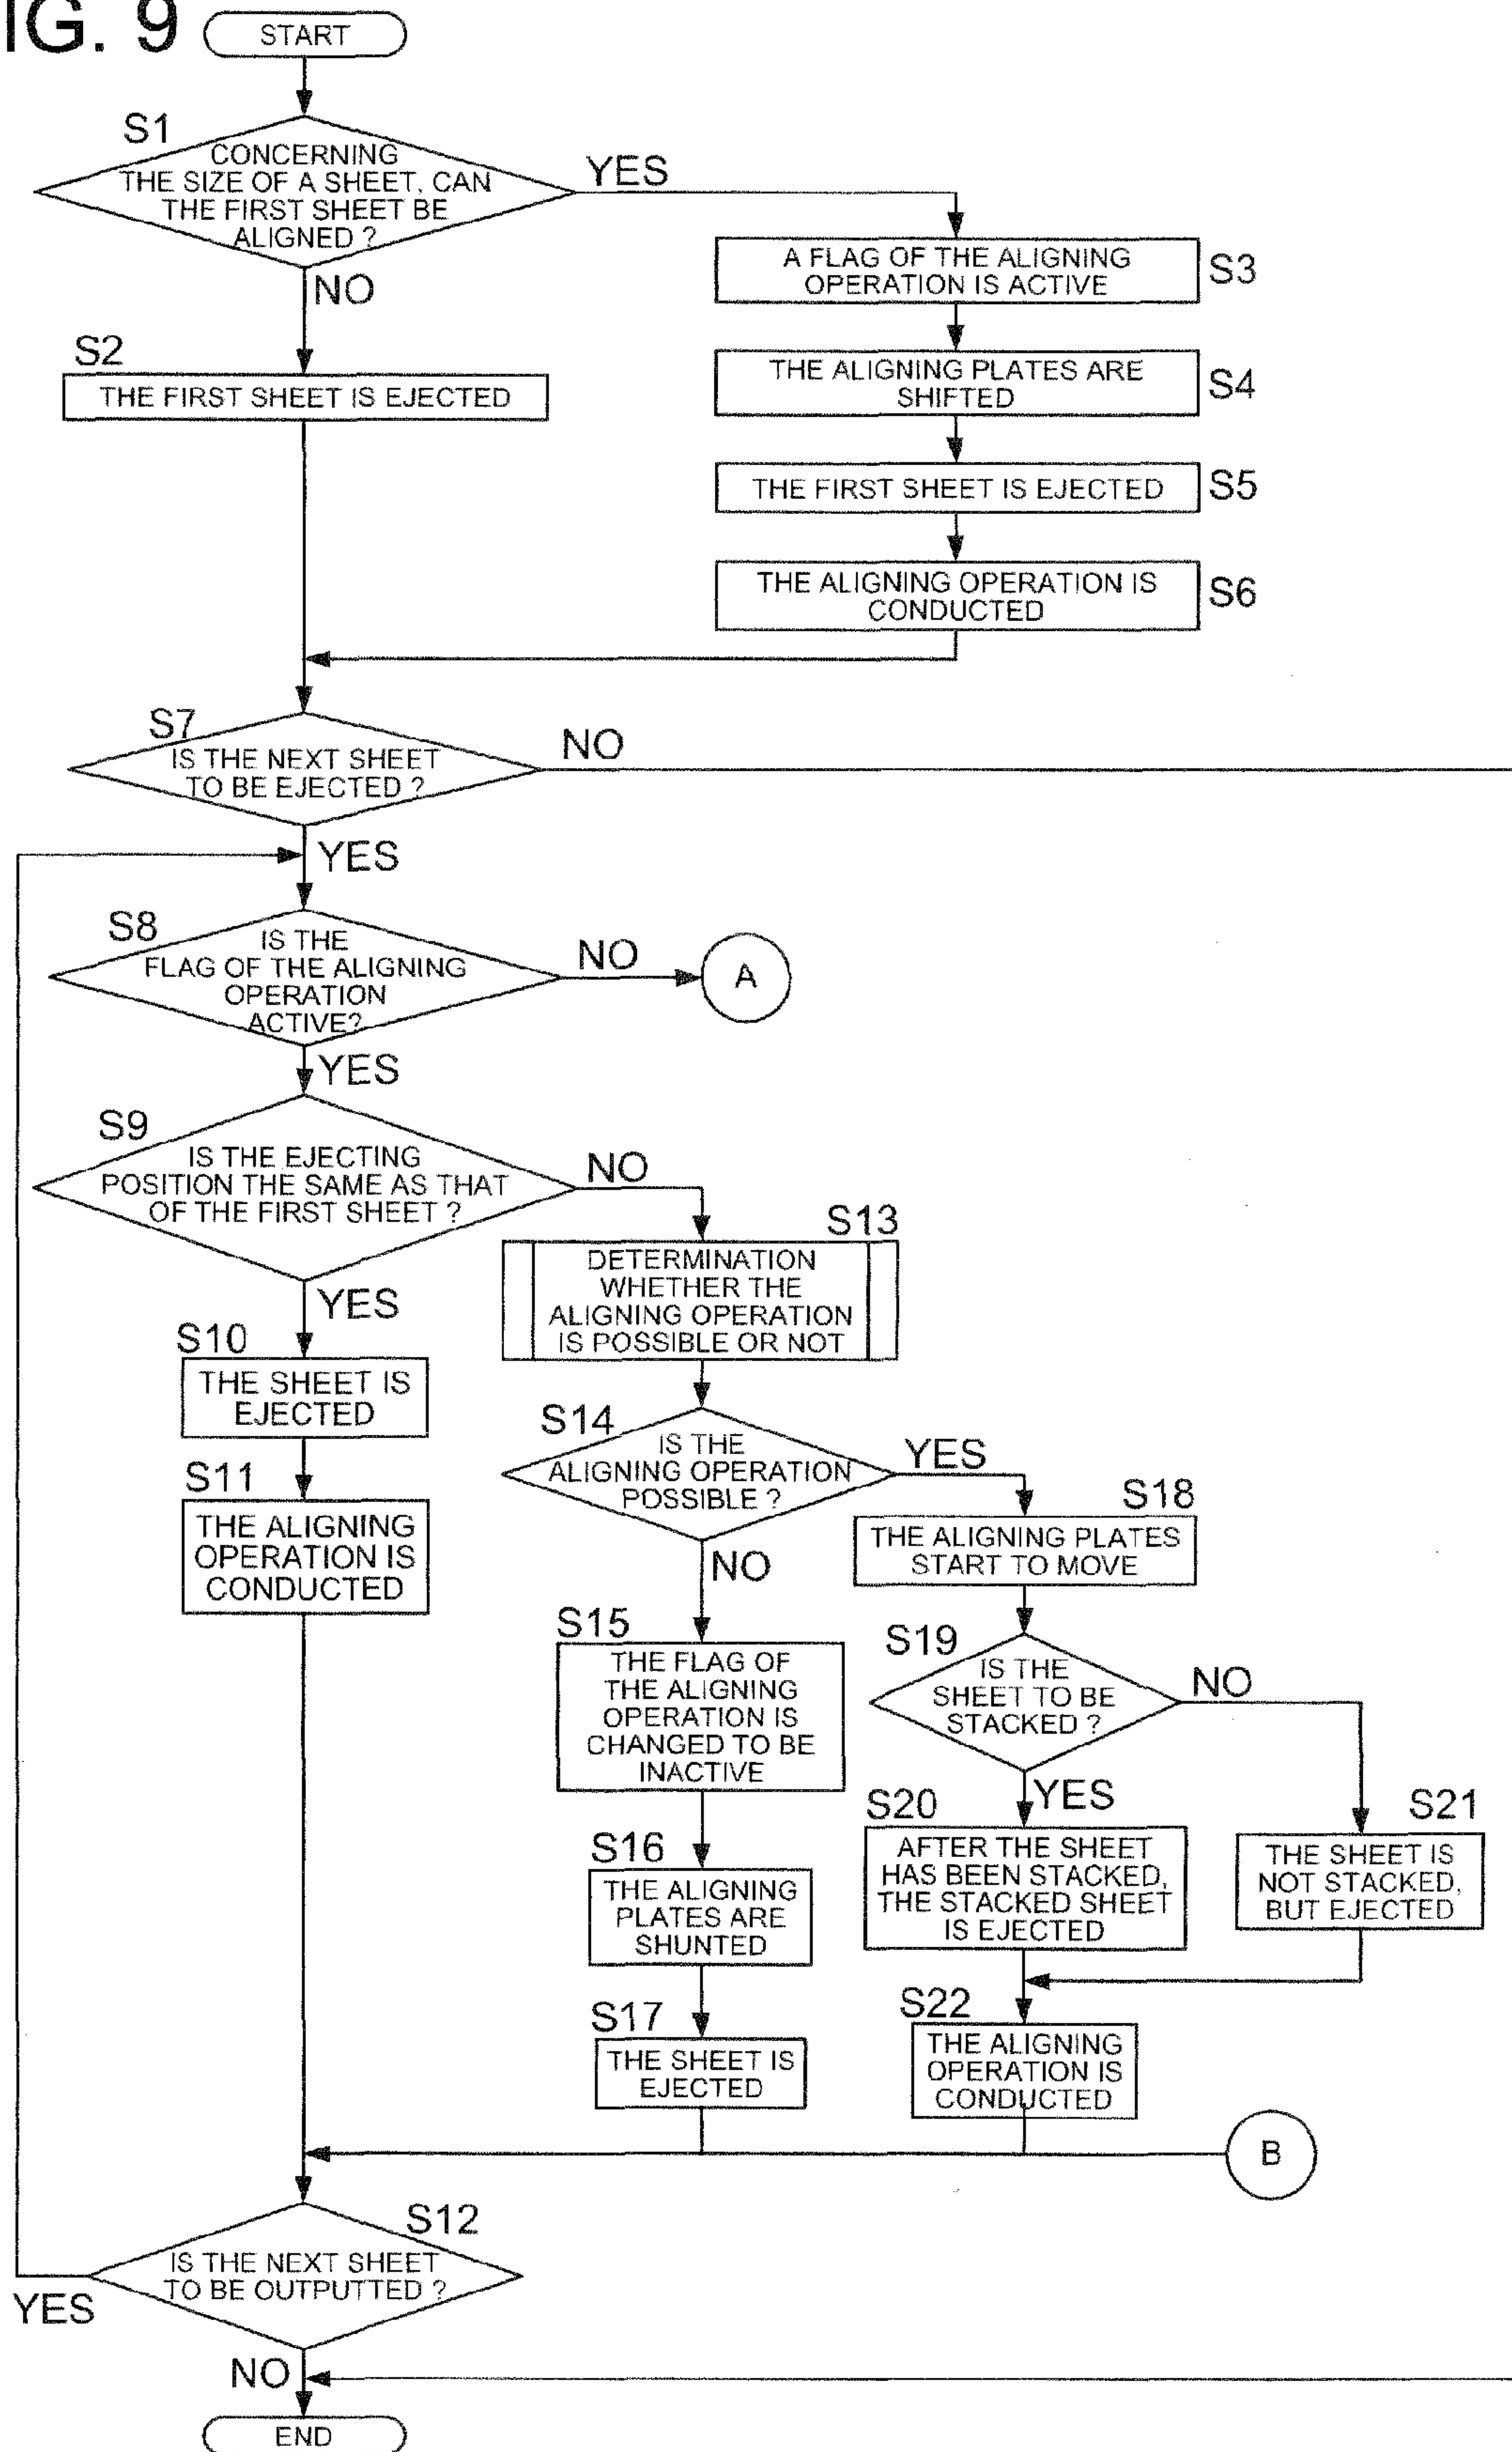 IG. 9
START
S1
CONCERNING
THE SIZE OF A SHEET, CAN
THE FIRST SHEET BE
ALIGNED ?
YES
NO
S2
THE FIRST SHEET IS EJECTED
A FLAG OF THE ALIGNING
OPERATION IS ACTIVE
S3
THE ALIGNING PLATES ARE
SHIFTED
S4
THE FIRST SHEET IS EJECTED
S5
THE ALIGNING OPERATION IS
CONDUCTED
S6
S7
IS THE NEXT SHEET
TO BE EJECTED ?
NO
YES
S8
IS THE
FLAG OF THE ALIGNING
OPERATION
ACTIVE?
NO
A
YES
S9
IS THE EJECTING
POSITION THE SAME AS THAT
OF THE FIRST SHEET ?
NO
YES
S10
THE SHEET IS
EJECTED
S11
THE ALIGNING
OPERATION IS
CONDUCTED
S13
DETERMINATION
WHETHER THE
ALIGNING OPERATION
IS POSSIBLE OR NOT
S14
IS THE
ALIGNING OPERATION
POSSIBLE ?
YES
NO
S15
THE FLAG OF
THE ALIGNING
OPERATION IS
CHANGED TO BE
INACTIVE
S16
THE ALIGNING
PLATES ARE
SHUNTED
S17
THE SHEET IS
EJECTED
S18
THE ALIGNING PLATES
START TO MOVE
S19
IS THE
SHEET TO BE
STACKED ?
NO
YES
S20
AFTER THE SHEET
HAS BEEN STACKED,
THE STACKED SHEET
IS EJECTED
S21
THE SHEET IS
NOT STACKED,
BUT EJECTED
S22
THE ALIGNING
OPERATION IS
CONDUCTED
B
S12
IS THE NEXT SHEET
TO BE OUTPUTTED ?
YES
NO
END